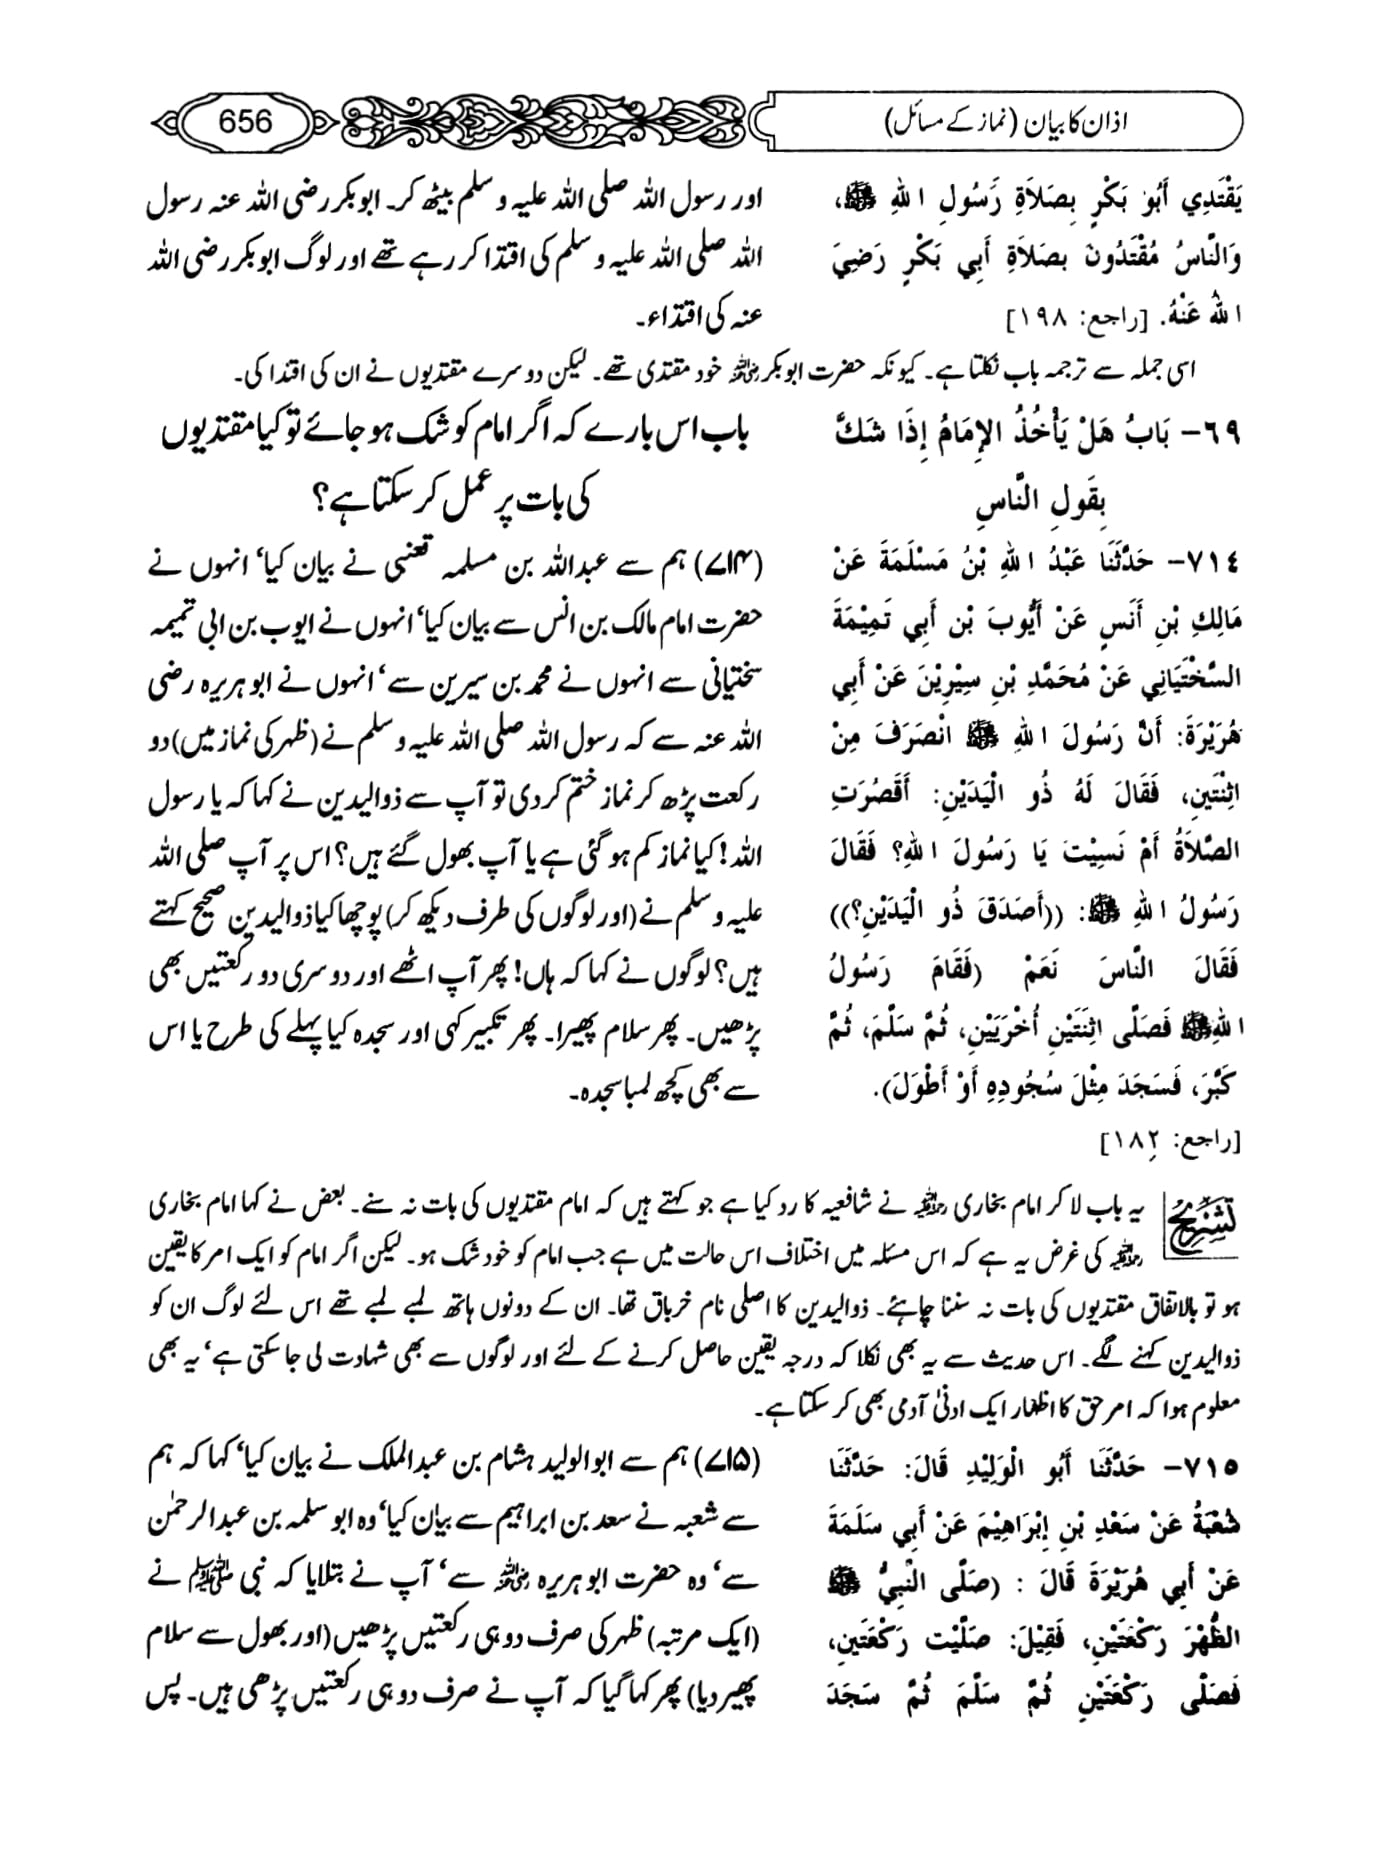 اذان کا بیان (نماز کے مسائل)
656
يَقْتَدِي أَبُو بَكْرٍ بِصَلاَةِ رَسُولِ اللهِ ﷺ،
وَالنَّاسُ مُقْتَدُونَ بِصَلاَةِ أَبِي بَكْرٍ رَضِيَ
اللهُ عَنْهُ. [راجع: ١٩٨]
اور رسول اللہ صلی اللہ علیہ و سلم بیٹھ کر۔ ابوبکر رضی اللہ عنہ رسول
اللہ صلی اللہ علیہ و سلم کی اقتدا کر رہے تھے اور لوگ ابوبکر رضی اللہ
عنہ کی اقتداء۔
اسی جملہ سے ترجمہ باب نکلتا ہے۔ کیونکہ حضرت ابوبکر رضی اللہ عنہ خود مقتدی تھے۔ لیکن دوسرے مقتدیوں نے ان کی اقتدا کی۔
٦٩- بَابُ هَلْ يَأْخُذُ الإِمَامُ إِذَا شَكَّ
بِقَولِ النَّاسِ
باب اس بارے کہ اگر امام کو شک ہو جائے تو کیا مقتدیوں
کی بات پر عمل کر سکتا ہے؟
٧١٤- حَدَّثَنَا عَبْدُ اللهِ بْنُ مَسْلَمَةَ عَنْ
مَالِكِ بْنِ أَنَسٍ عَنْ أَيُّوبَ بْنِ أَبِي تَمِيْمَةَ
السَّخْتَيَانِي عَنْ مُحَمَّدِ بْنِ سِيْرِيْنَ عَنْ أَبِي
هُرَيْرَةَ: أَنَّ رَسُولَ اللهِ ﷺ انْصَرَفَ مِنْ
اثِنْتَينِ، فَقَالَ لَهُ ذُو الْيَدَيْنِ: أَقَصُرَتِ
الصَّلاَةُ أَمْ نَسِيْتَ يَا رَسُولَ اللهِ؟ فَقَالَ
رَسُولُ اللهِ ﷺ: ((أَصَدَقَ ذُو الْيَدَيْنِ؟))
فَقَالَ النَّاسَ نَعَمْ (فَقَامَ رَسُولُ
اللهِ ﷺ فَصَلَّى اثِنَتَيْنِ أُخْرَيَيْنِ، ثُمَّ سَلَّمَ، ثُمَّ
كَبَّرَ، فَسَجَدَ مِثْلَ سُجُودِهِ أَوْ أَطْوَلَ).
[راجع: ١٨٢]
(۷۱۴) ہم سے عبداللہ بن مسلمہ قعنبی نے بیان کیا‘ انہوں نے
حضرت امام مالک بن انس سے بیان کیا‘ انہوں نے ایوب بن ابی تمیمہ
سختیانی سے انہوں نے محمد بن سیرین سے‘ انہوں نے ابو ہریرہ رضی
اللہ عنہ سے کہ رسول اللہ صلی اللہ علیہ و سلم نے (ظہر کی نماز میں) دو
رکعت پڑھ کر نماز ختم کر دی تو آپ سے ذوالیدین نے کہا کہ یا رسول
اللہ! کیا نماز کم ہو گئی ہے یا آپ بھول گئے ہیں؟ اس پر آپ صلی اللہ
علیہ و سلم نے (اور لوگوں کی طرف دیکھ کر) پوچھا کیا ذوالیدین صحیح کہتے
ہیں؟ لوگوں نے کہا کہ ہاں! پھر آپ اٹھے اور دوسری دو رکعتیں بھی
پڑھیں۔ پھر سلام پھیرا۔ پھر تکبیر کہی اور سجدہ کیا پہلے کی طرح یا اس
سے بھی کچھ لمبا سجدہ۔
تشریح
یہ باب لا کر امام بخاری رحمہ اللہ نے شافعیہ کا رد کیا ہے جو کہتے ہیں کہ امام مقتدیوں کی بات نہ سنے۔ بعض نے کہا امام بخاری
رحمہ اللہ کی غرض یہ ہے کہ اس مسئلہ میں اختلاف اس حالت میں ہے جب امام کو خود شک ہو۔ لیکن اگر امام کو ایک امر کا یقین
ہو تو بالاتفاق مقتدیوں کی بات نہ سننا چاہئے۔ ذوالیدین کا اصلی نام خرباق تھا۔ ان کے دونوں ہاتھ لمبے لمبے تھے اس لئے لوگ ان کو
ذوالیدین کہنے لگے۔ اس حدیث سے یہ بھی نکلا کہ درجہ یقین حاصل کرنے کے لئے اور لوگوں سے بھی شہادت لی جا سکتی ہے‘ یہ بھی
معلوم ہوا کہ امر حق کا اظہار ایک ادنیٰ آدمی بھی کر سکتا ہے۔
٧١٥- حَدَّثَنَا أَبُو الْوَلِيْدِ قَالَ: حَدَّثَنَا
شُعْبَةُ عَنْ سَعْدِ بْنِ إِبْرَاهِيْمَ عَنْ أَبِي سَلَمَةَ
عَنْ أَبِي هُرَيْرَةَ قَالَ : (صَلَّى النَّبِيُّ ﷺ
الظُّهْرَ رَكْعَتَيْنِ، فَقِيْلَ: صَلَّيْت رَكْعَتَينِ،
فَصَلَّى رَكْعَتَيْنِ ثُمَّ سَلَّمَ ثُمَّ سَجَدَ
(۷۱۵) ہم سے ابوالولید ہشام بن عبدالملک نے بیان کیا‘ کہا کہ ہم
سے شعبہ نے سعد بن ابراہیم سے بیان کیا‘ وہ ابو سلمہ بن عبدالرحمٰن
سے‘ وہ حضرت ابو ہریرہ رضی اللہ عنہ سے‘ آپ نے بتلایا کہ نبی ﷺ نے
(ایک مرتبہ) ظہر کی صرف دو ہی رکعتیں پڑھیں (اور بھول سے سلام
پھیر دیا) پھر کہا گیا کہ آپ نے صرف دو ہی رکعتیں پڑھی ہیں۔ پس